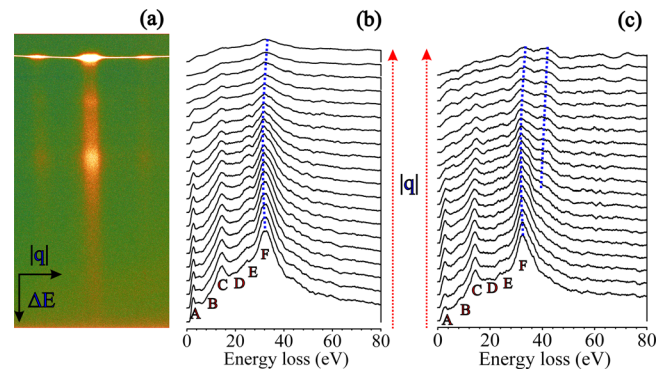 (a)
(b)
(c)
|q|
ΔE
|q|
A
B
C
D
E
F
A
B
C
D
E
F
0
20
40
60
80
0
20
40
60
80
Energy loss (eV)
Energy loss (eV)